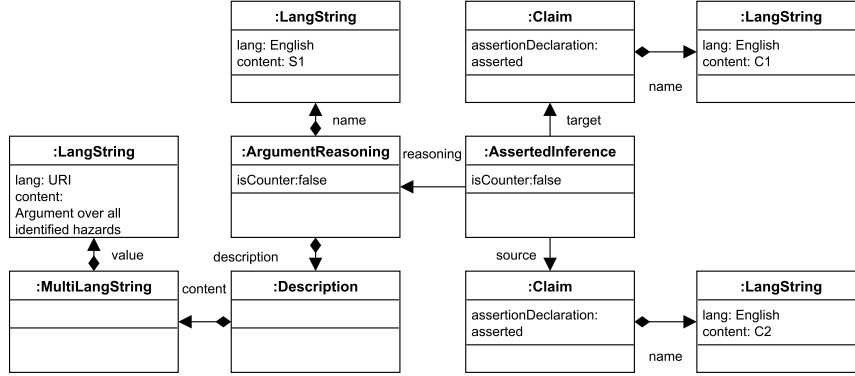 :LangString
lang: English
content: S1
:Claim
assertionDeclaration:
asserted
:LangString
lang: English
content: C1
name
name
target
:LangString
lang: URI
content:
Argument over all
identified hazards
:ArgumentReasoning
isCounter:false
reasoning
:AssertedInference
isCounter:false
value
description
source
:MultiLangString
content
:Description
:Claim
assertionDeclaration:
asserted
:LangString
lang: English
content: C2
name